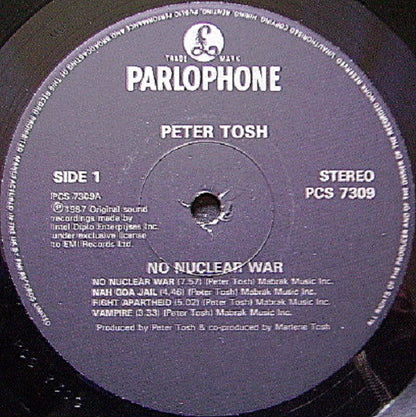 TRADE MARK
PARLOPHONE
PETER TOSH
SIDE 1
STEREO
PCS 7309A
PCS 7309
Ⓟ 1987 Original sound
recordings made by
Intel Diplo Enterprises Inc.
under exclusive license
to EMI Records Ltd.
NO NUCLEAR WAR
NO NUCLEAR WAR (7.57) (Peter Tosh) Mabrak Music Inc.
NAH GOA JAIL (4.46) (Peter Tosh) Mabrak Music Inc.
FIGHT APARTHEID (5.02) (Peter Tosh) Mabrak Music Inc.
VAMPIRE (3.33) (Peter Tosh) Mabrak Music Inc.
Produced by Peter Tosh & co-produced by Marlene Tosh